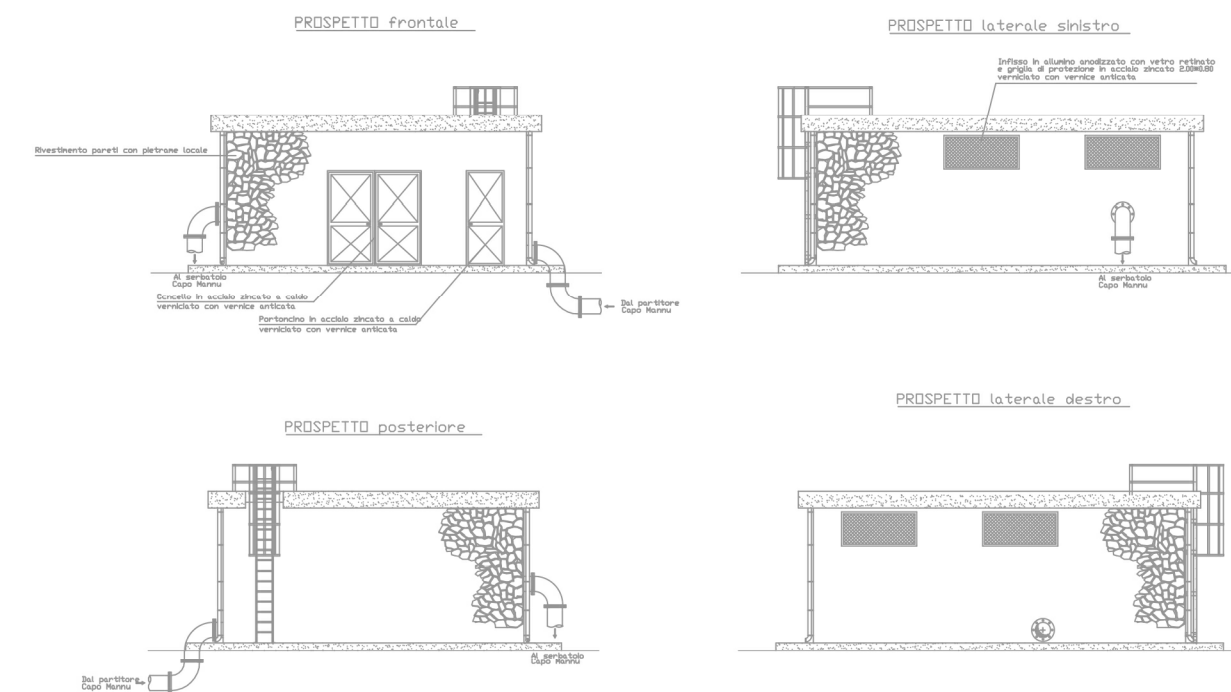 PROSPETTO frontale
Rivestimento pareti con pietrame locale
Al serbatoio
Capo Mannu
Cancello in acciaio zincato a caldo
verniciato con vernice anticata
Portoncino in acciaio zincato a caldo
verniciato con vernice anticata
Dal partitore
Capo Mannu
PROSPETTO laterale sinistro
Infisso in allumino anodizzato con vetro retinato
e griglia di protezione in acciaio zincato 2.00*0.80
verniciato con vernice anticata
Al serbatoio
Capo Mannu
PROSPETTO posteriore
Al serbatoio
Capo Mannu
Dal partitore
Capo Mannu
PROSPETTO laterale destro